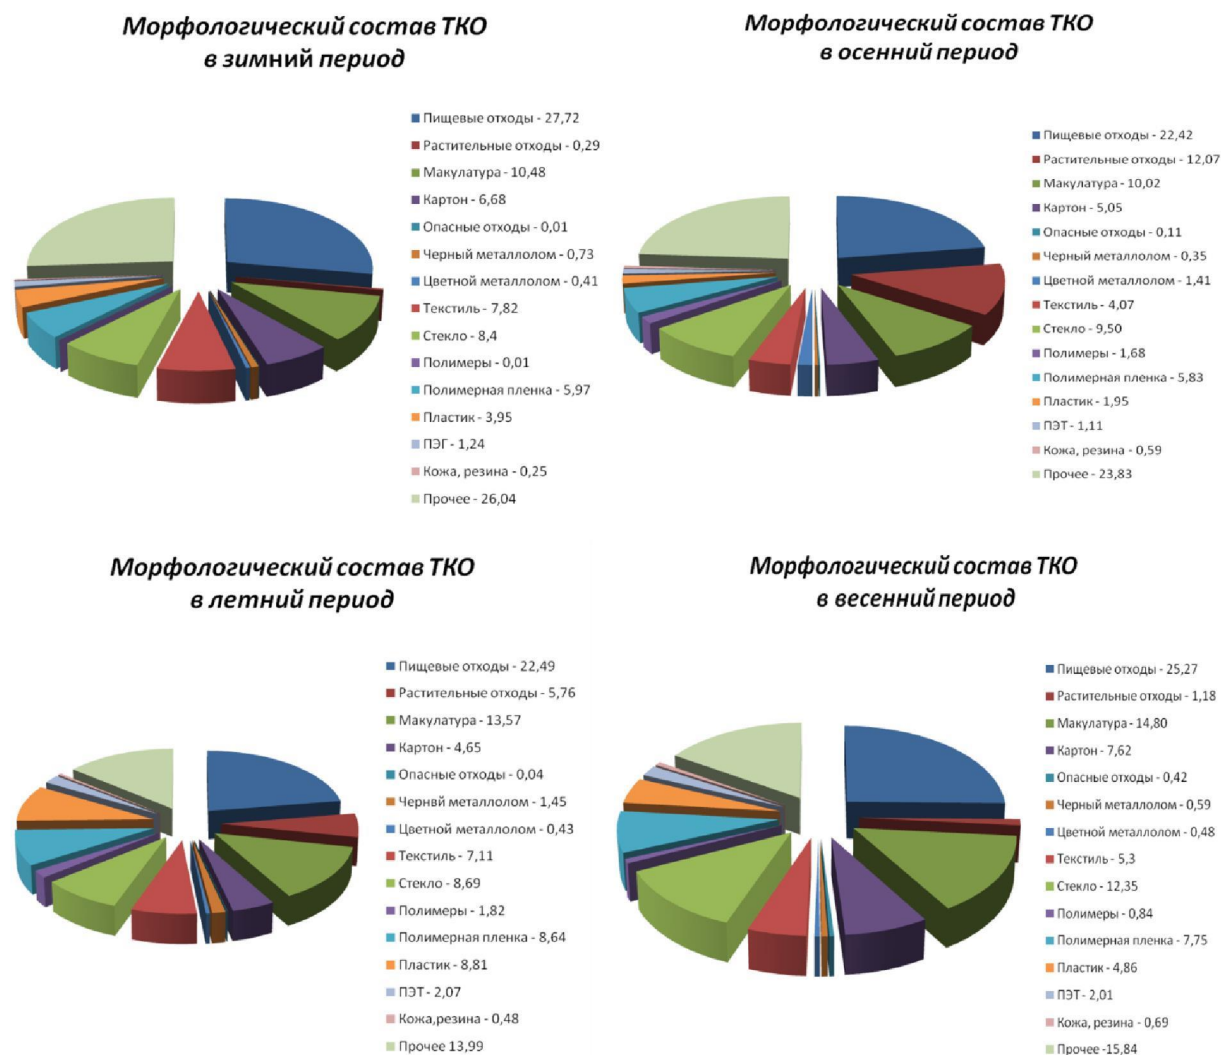 Морфологический состав ТКО
в зимний период
Пищевые отходы - 27,72
Растительные отходы - 0,29
Макулатура - 10,48
Картон - 6,68
Опасные отходы - 0,01
Черный металлолом - 0,73
Цветной металлолом - 0,41
Текстиль - 7,82
Стекло - 8,4
Полимеры - 0,01
Полимерная пленка - 5,97
Пластик - 3,95
ПЭГ - 1,24
Кожа, резина - 0,25
Прочее - 26,04
Морфологический состав ТКО
в осенний период
Пищевые отходы - 22,42
Растительные отходы - 12,07
Макулатура - 10,02
Картон - 5,05
Опасные отходы - 0,11
Черный металлолом - 0,35
Цветной металлолом - 1,41
Текстиль - 4,07
Стекло - 9,50
Полимеры - 1,68
Полимерная пленка - 5,83
Пластик - 1,95
ПЭТ - 1,11
Кожа, резина - 0,59
Прочее - 23,83
Морфологический состав ТКО
в летний период
Пищевые отходы - 22,49
Растительные отходы - 5,76
Макулатура - 13,57
Картон - 4,65
Опасные отходы - 0,04
Чернвй металлолом - 1,45
Цветной металлолом - 0,43
Текстиль - 7,11
Стекло - 8,69
Полимеры - 1,82
Полимерная пленка - 8,64
Пластик - 8,81
ПЭТ - 2,07
Кожа,резина - 0,48
Прочее 13,99
Морфологический состав ТКО
в весенний период
Пищевые отходы - 25,27
Растительные отходы - 1,18
Макулатура - 14,80
Картон - 7,62
Опасные отходы - 0,42
Черный металлолом - 0,59
Цветной металлолом - 0,48
Текстиль - 5,3
Стекло - 12,35
Полимеры - 0,84
Полимерная пленка - 7,75
Пластик - 4,86
ПЭТ - 2,01
Кожа, резина - 0,69
Прочее -15,84